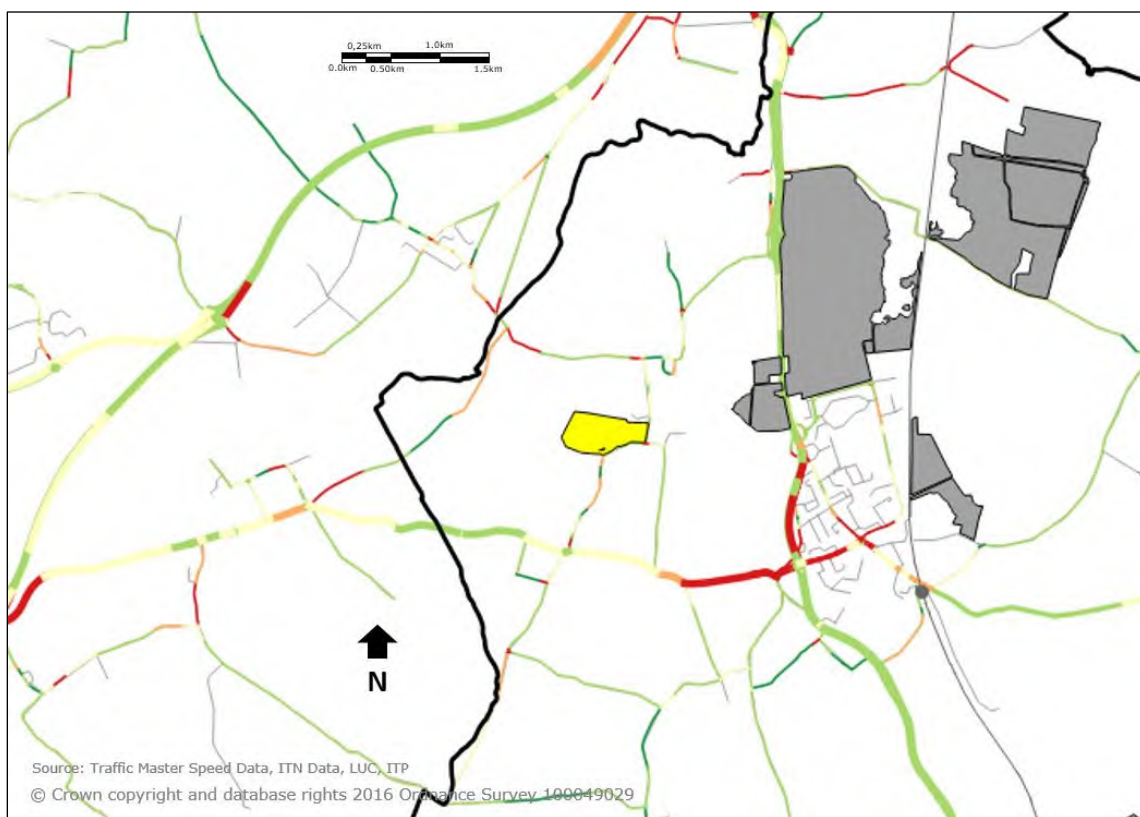 0,25km 1.0km
0.0km 0.50km 1.5km
N
Source: Traffic Master Speed Data, ITN Data, LUC, ITP
© Crown copyright and database rights 2016 Ordnance Survey 100049029